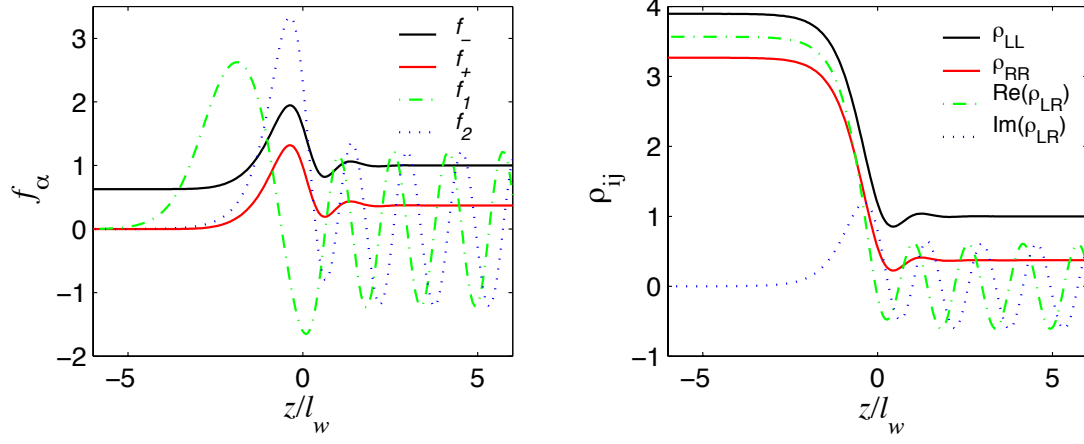 3
2
1
0
−1
−2
f_α
−5
0
5
z/l_w
f_−
f_+
f_1
f_2
4
3
2
1
0
−1
ρ_ij
−5
0
5
z/l_w
ρ_LL
ρ_RR
Re(ρ_LR)
Im(ρ_LR)